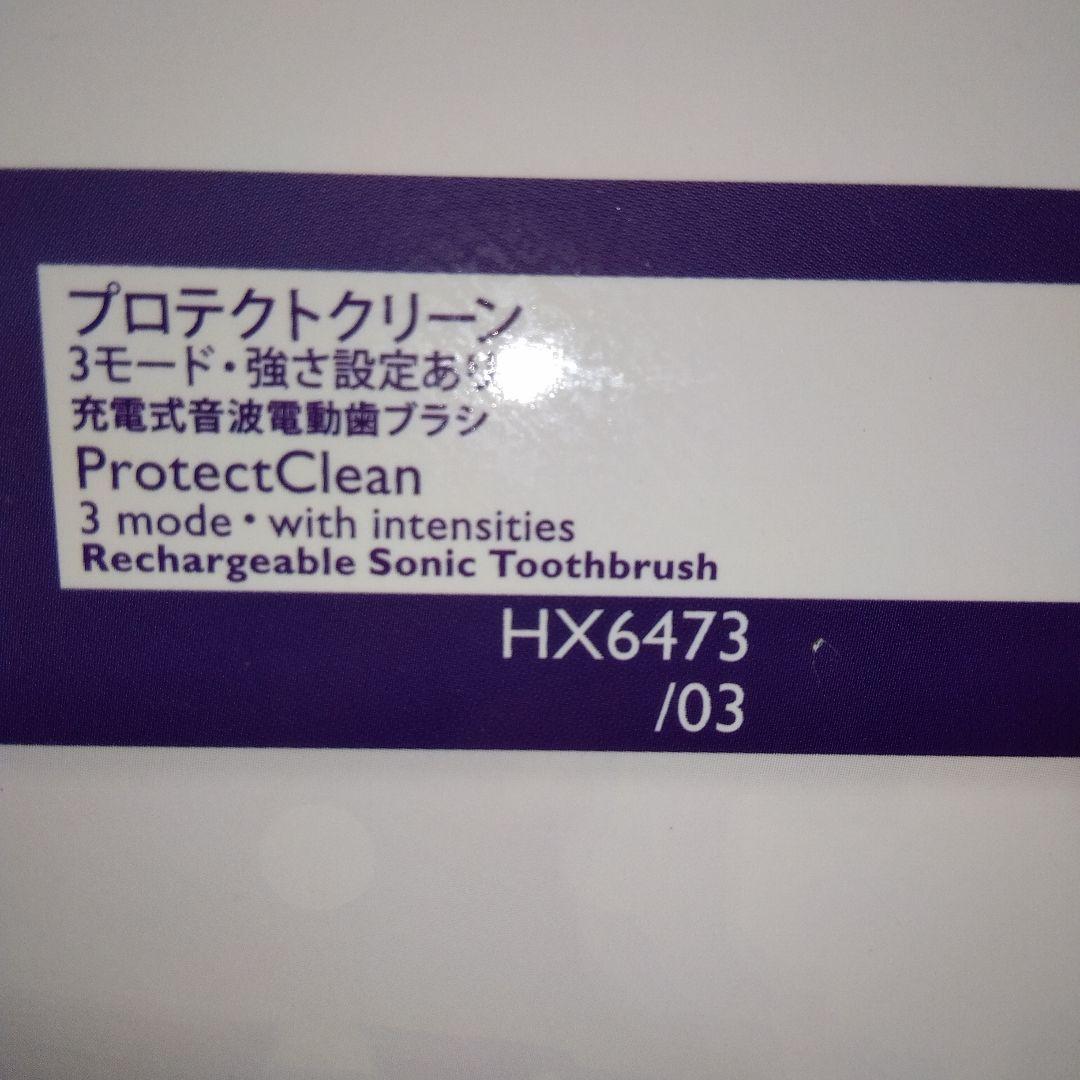 プロテクトクリーン
3モード・強さ設定あり
充電式音波電動歯ブラシ
ProtectClean
3 mode・with intensities
Rechargeable Sonic Toothbrush
HX6473
/03